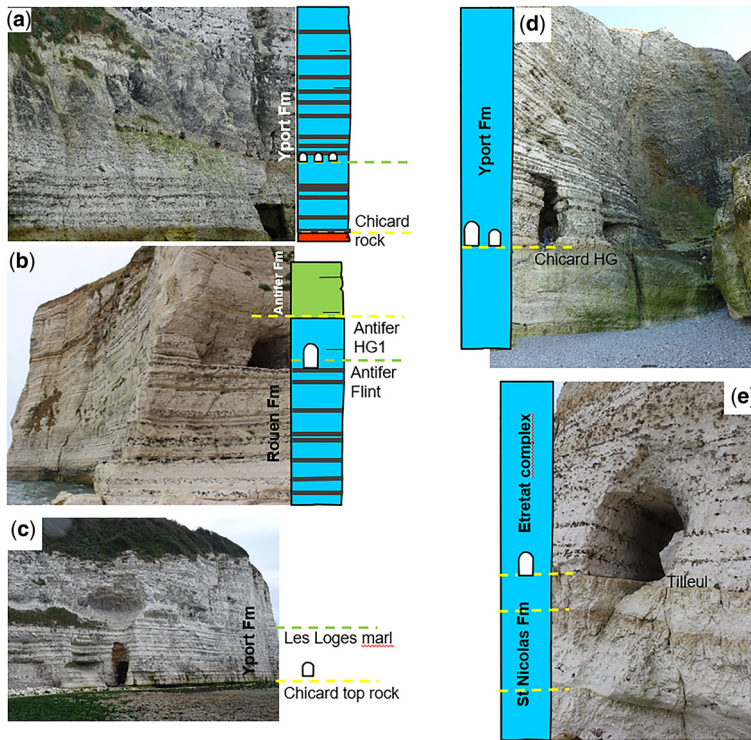 (a)
Yport Fm
Chicard
rock
(b)
Antifer Fm
Antifer
HG1
Antifer
Flint
Rouen Fm
(c)
Yport Fm
Les Loges marl
Chicard top rock
(d)
Yport Fm
Chicard HG
(e)
Etretat complex
Tilleul
St Nicolas Fm